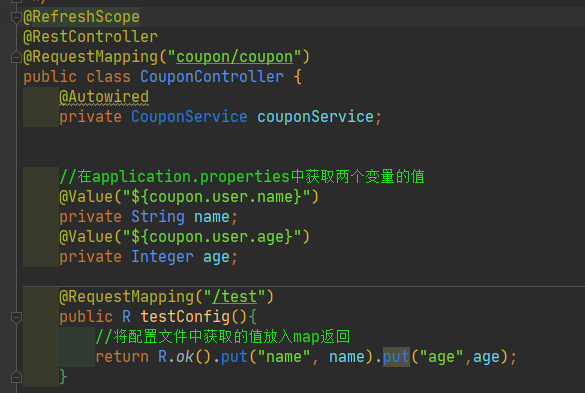 @RefreshScope
@RestController
@RequestMapping("coupon/coupon")
public class CouponController {
@Autowired
private CouponService couponService;
//在application.properties中获取两个变量的值
@Value("${coupon.user.name}")
private String name;
@Value("${coupon.user.age}")
private Integer age;
@RequestMapping("/test")
public R testConfig(){
//将配置文件中获取的值放入map返回
return R.ok().put("name", name).put("age",age);
}